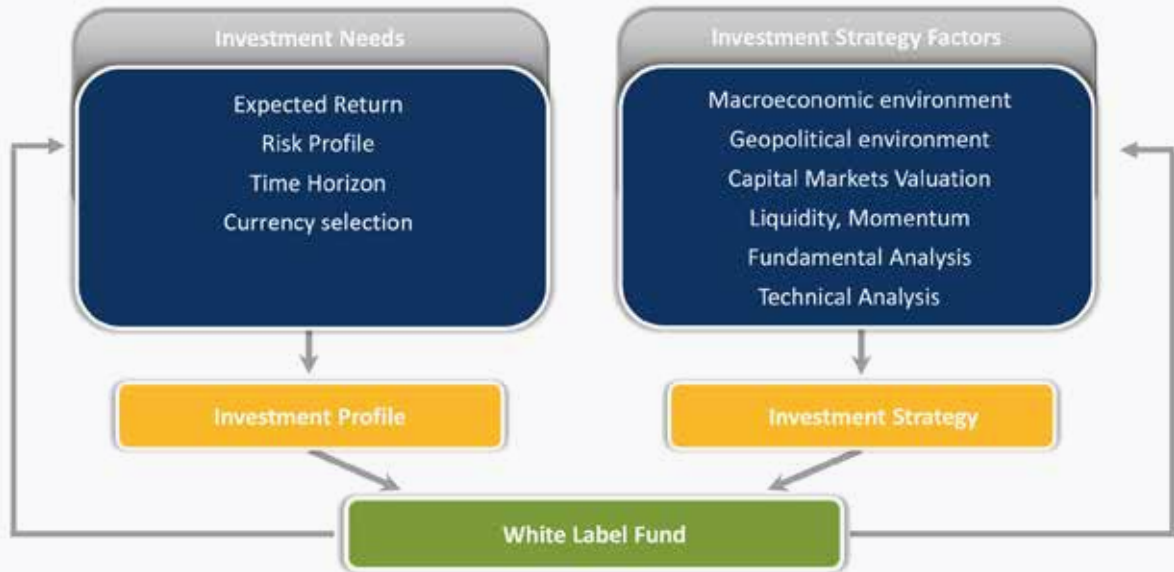 Investment Needs
Expected Return
Risk Profile
Time Horizon
Currency selection
Investment Strategy Factors
Macroeconomic environment
Geopolitical environment
Capital Markets Valuation
Liquidity, Momentum
Fundamental Analysis
Technical Analysis
Investment Profile
Investment Strategy
White Label Fund